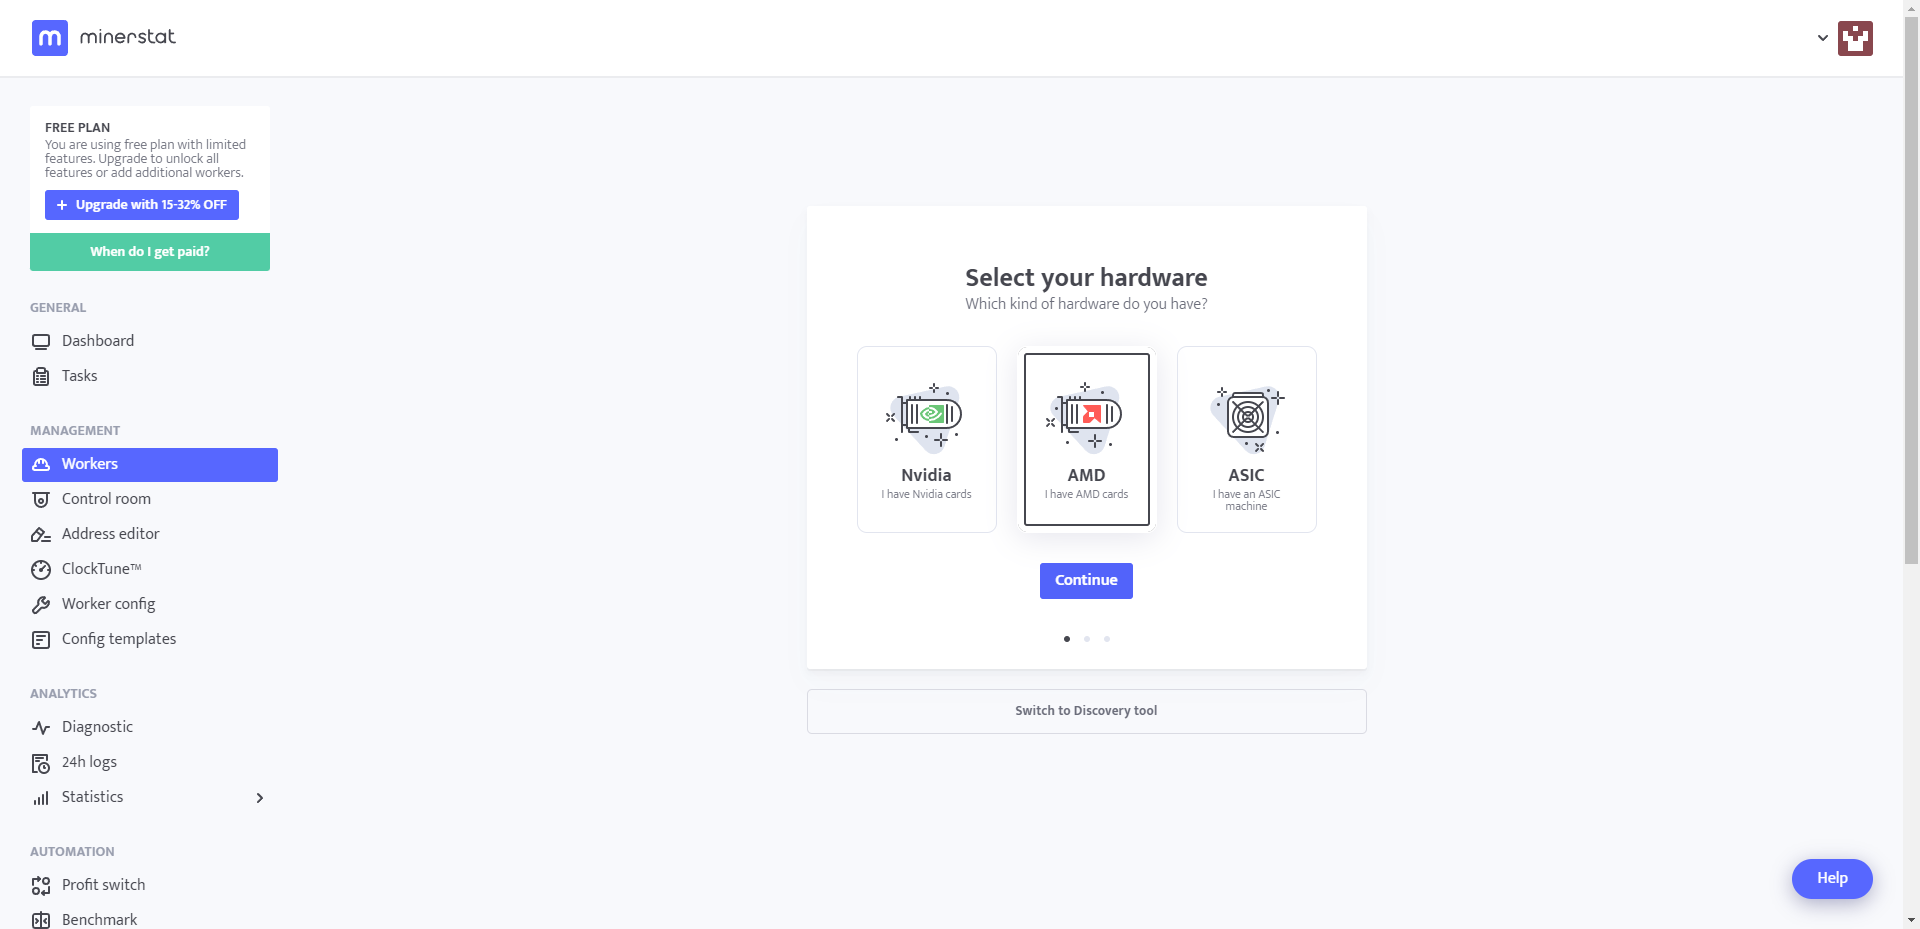 minerstat
FREE PLAN
You are using free plan with limited
features. Upgrade to unlock all
features or add additional workers.
+ Upgrade with 15-32% OFF
When do I get paid?
GENERAL
Dashboard
Tasks
MANAGEMENT
Workers
Control room
Address editor
ClockTune™
Worker config
Config templates
ANALYTICS
Diagnostic
24h logs
Statistics
AUTOMATION
Profit switch
Benchmark
Select your hardware
Which kind of hardware do you have?
Nvidia
I have Nvidia cards
AMD
I have AMD cards
ASIC
I have an ASIC
machine
Continue
Switch to Discovery tool
Help